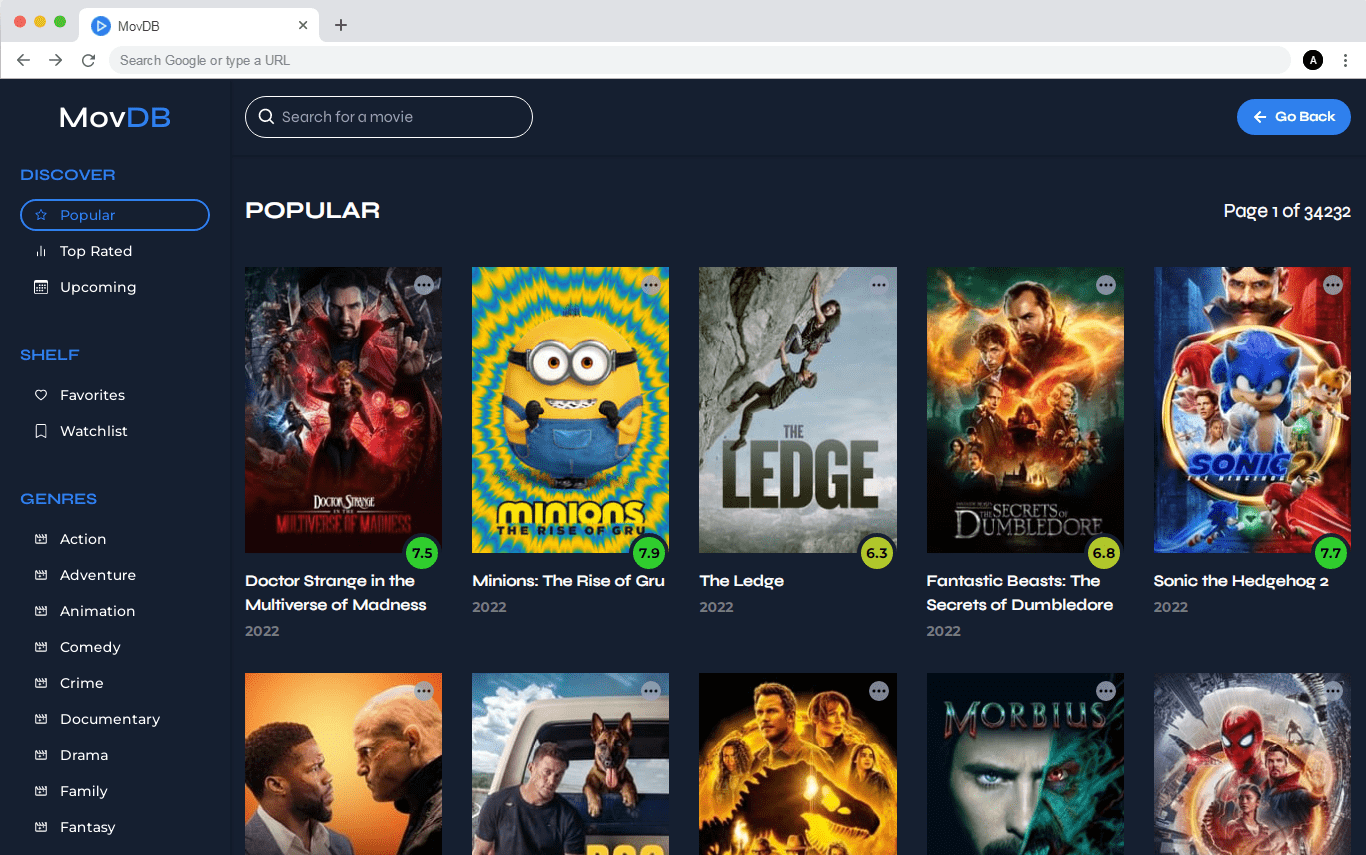 MovDB
Search Google or type a URL
A
MovDB
Search for a movie
Go Back
DISCOVER
Popular
Top Rated
Upcoming
SHELF
Favorites
Watchlist
GENRES
Action
Adventure
Animation
Comedy
Crime
Documentary
Drama
Family
Fantasy
POPULAR
Page 1 of 34232
DOCTOR STRANGE
IN THE
MULTIVERSE OF MADNESS
7.5
Doctor Strange in the
Multiverse of Madness
2022
MINIONS
THE RISE OF GRU
7.9
Minions: The Rise of Gru
2022
THE
LEDGE
6.3
The Ledge
2022
THE SECRETS OF
DUMBLEDORE
6.8
Fantastic Beasts: The
Secrets of Dumbledore
2022
SONIC 2
THE HEDGEHOG
7.7
Sonic the Hedgehog 2
2022
DOG
MORBIUS